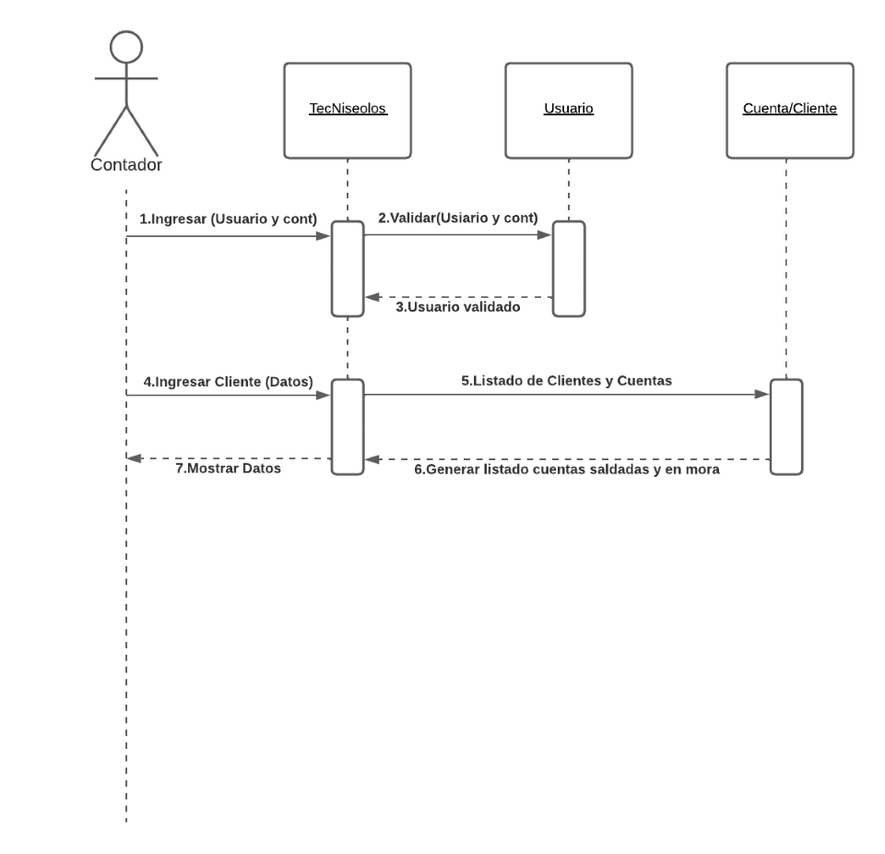 Contador
TecNiseolos
Usuario
Cuenta/Cliente
1.Ingresar (Usuario y cont)
2.Validar(Usiario y cont)
3.Usuario validado
4.Ingresar Cliente (Datos)
5.Listado de Clientes y Cuentas
7.Mostrar Datos
6.Generar listado cuentas saldadas y en mora